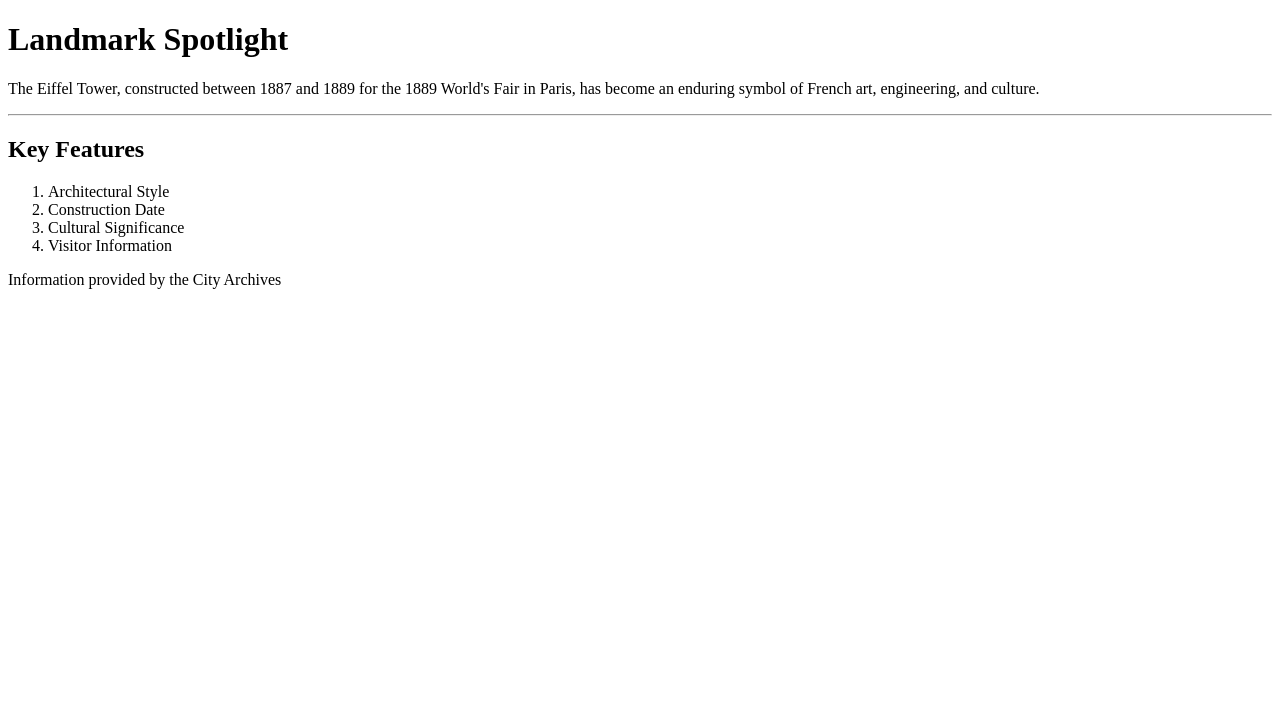 Landmark Spotlight
The Eiffel Tower, constructed between 1887 and 1889 for the 1889 World's Fair in Paris, has become an enduring symbol of French art, engineering, and culture.
Key Features
1. Architectural Style
2. Construction Date
3. Cultural Significance
4. Visitor Information
Information provided by the City Archives